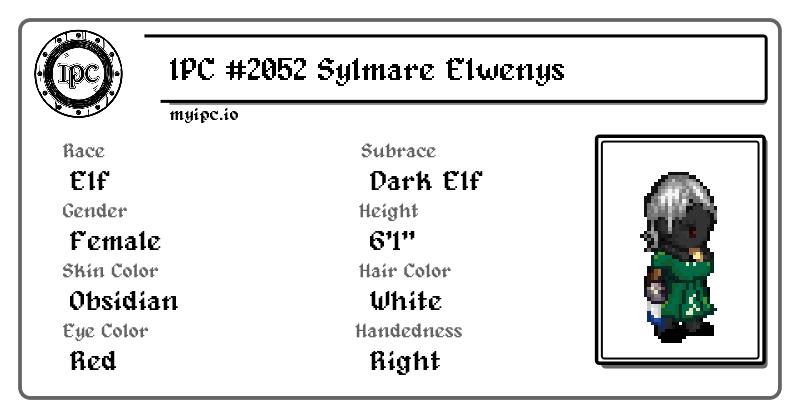 IPC
IPC #2052 Sylmare Elwenys
myipc.io
Race
Elf
Subrace
Dark Elf
Gender
Female
Height
6'1"
Skin Color
Obsidian
Hair Color
White
Eye Color
Red
Handedness
Right